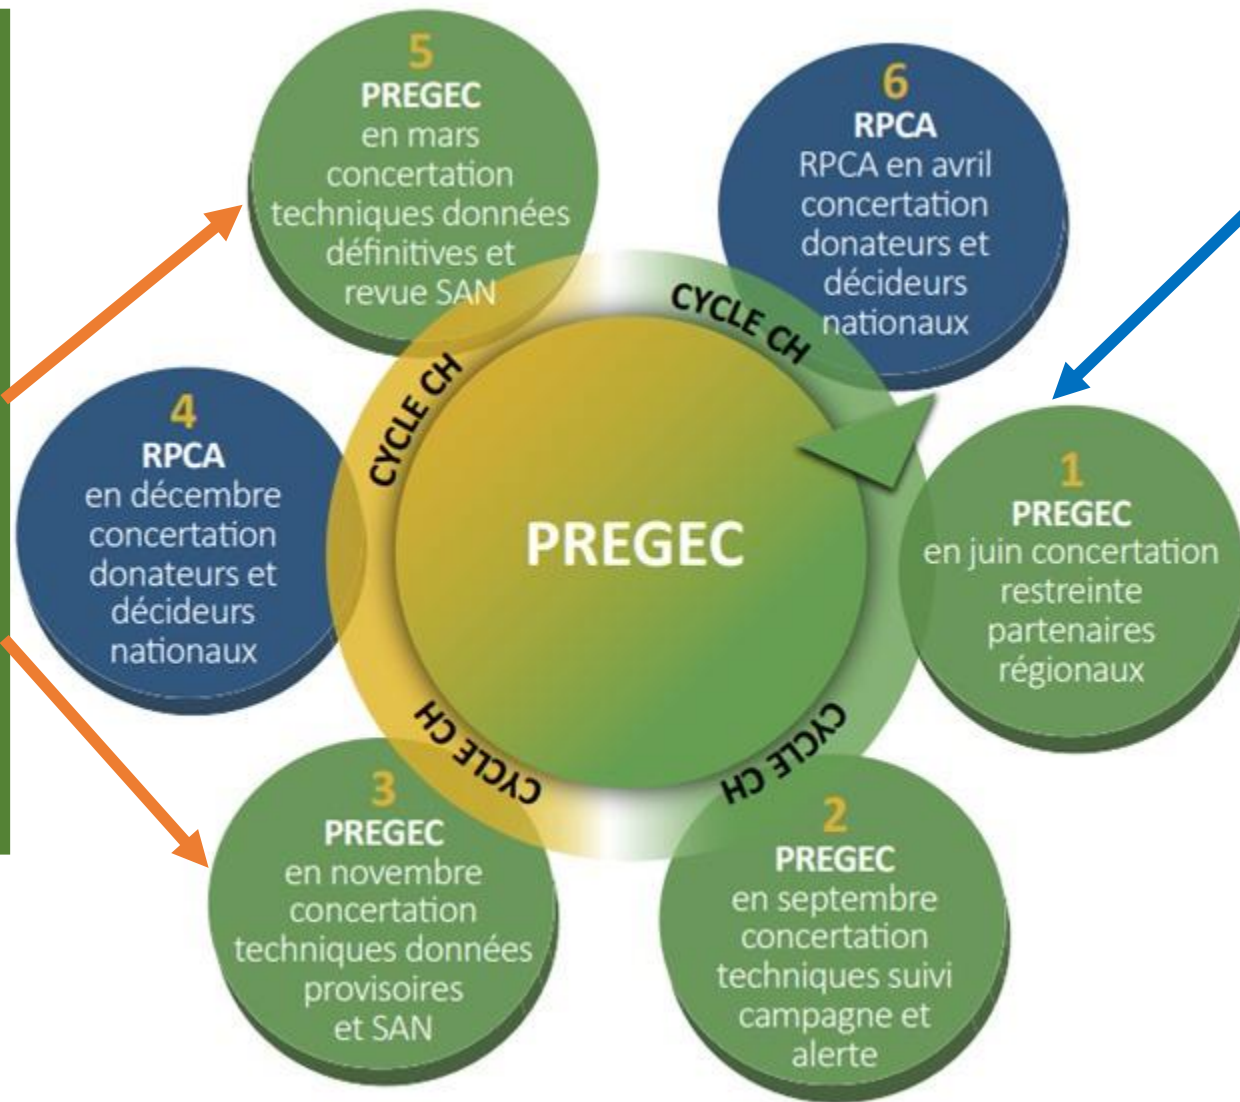 5
PREGEC
en mars
concertation
techniques données
définitives et
revue SAN
6
RPCA
RPCA en avril
concertation
donateurs et
décideurs
nationaux
CYCLE CH
CYCLE CH
4
RPCA
en décembre
concertation
donateurs et
décideurs
nationaux
PREGEC
1
PREGEC
en juin concertation
restreinte
partenaires
régionaux
CYCLE CH
CYCLE CH
3
PREGEC
en novembre
concertation
techniques données
provisoires
et SAN
2
PREGEC
en septembre
concertation
techniques suivi
campagne et
alerte